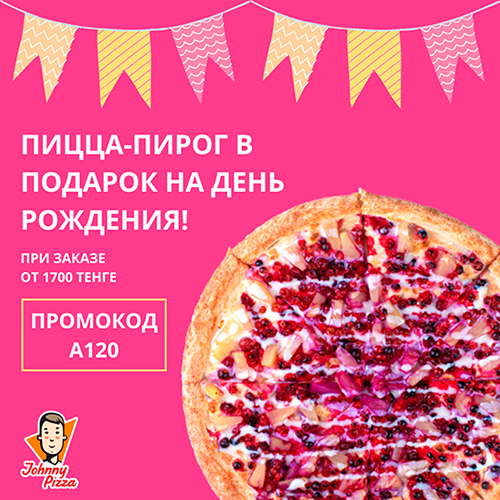 ПИЦЦА-ПИРОГ В
ПОДАРОК НА ДЕНЬ
РОЖДЕНИЯ!
ПРИ ЗАКАЗЕ
ОТ 1700 ТЕНГЕ
ПРОМОКОД
А120
Johnny
Pizza